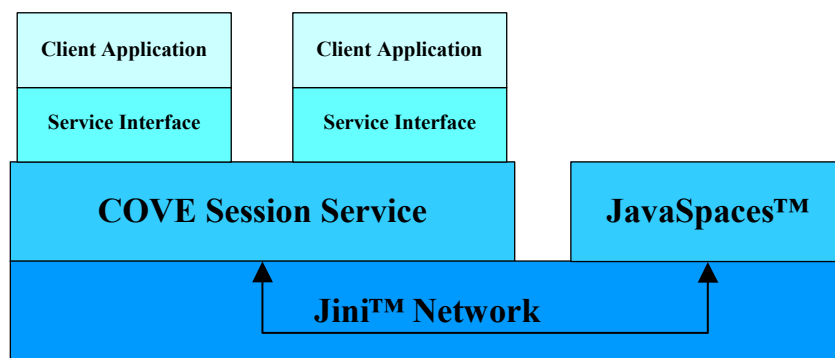 Client Application
Client Application
Service Interface
Service Interface
COVE Session Service
JavaSpaces™
Jini™ Network